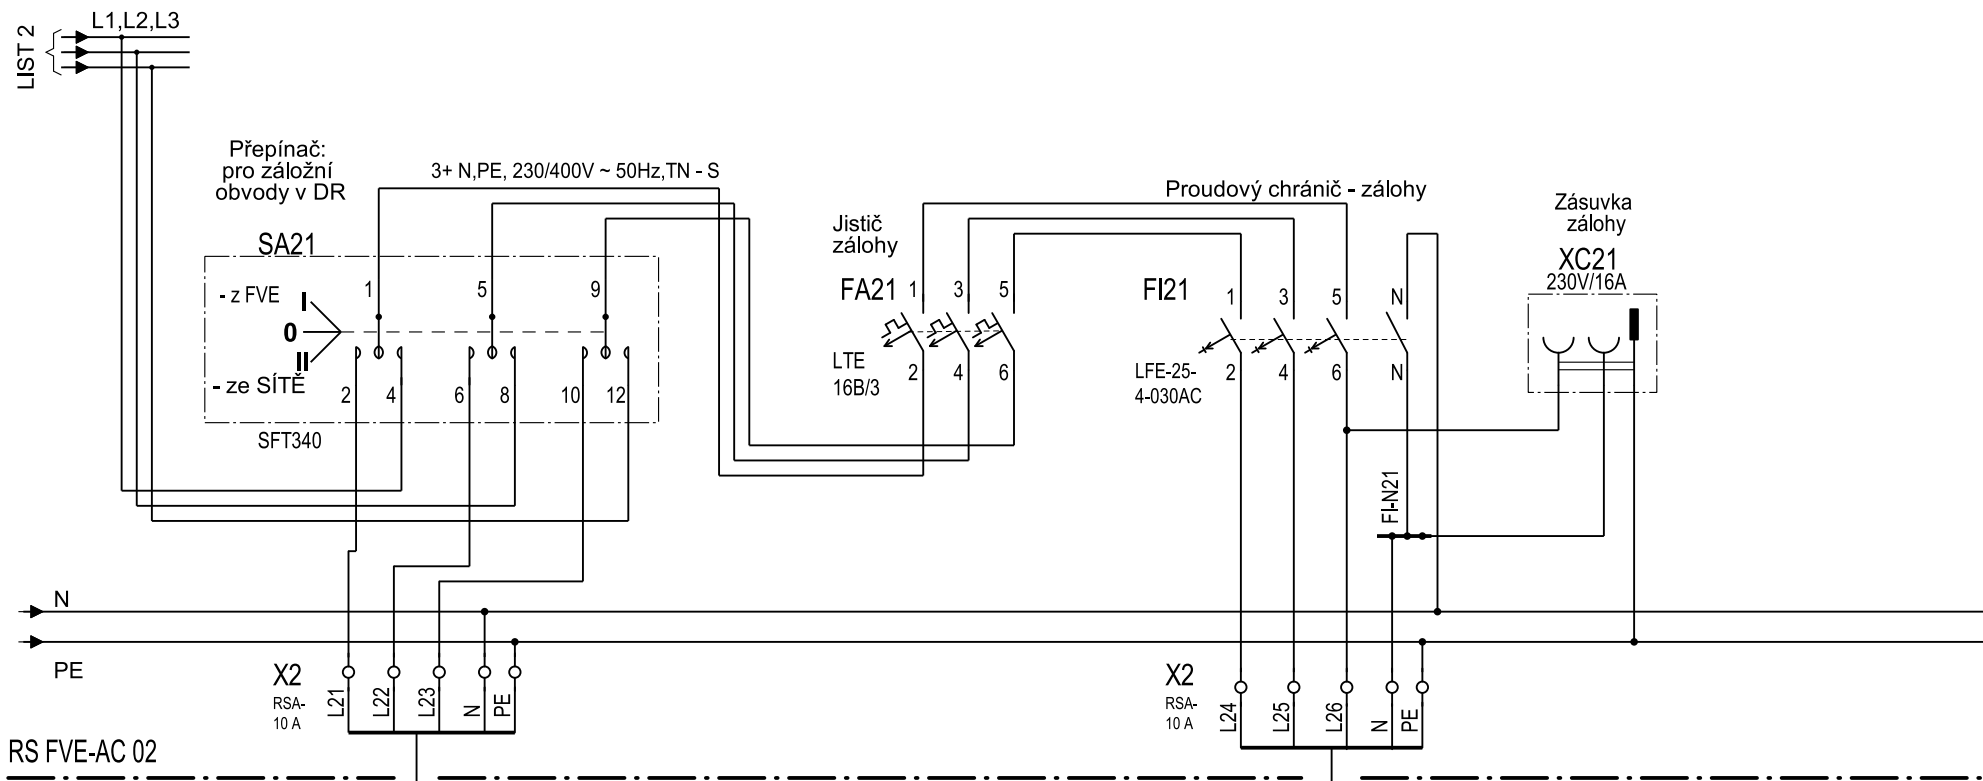 LIST 2
L1,L2,L3
Přepínač:
pro záložní
obvody v DR
3+ N,PE, 230/400V ~ 50Hz,TN - S
SA21
- z FVE
I
0
II
- ze SÍTĚ
1
5
9
2
4
6
8
10
12
SFT340
Jistič
zálohy
FA21
1
3
5
LTE
16B/3
2
4
6
Proudový chránič - zálohy
FI21
1
3
5
N
LFE-25-
4-030AC
2
4
6
N
Zásuvka
zálohy
XC21
230V/16A
FI-N21
N
PE
X2
RSA-
10 A
L21
L22
L23
N
PE
X2
RSA-
10 A
L24
L25
L26
N
PE
RS FVE-AC 02